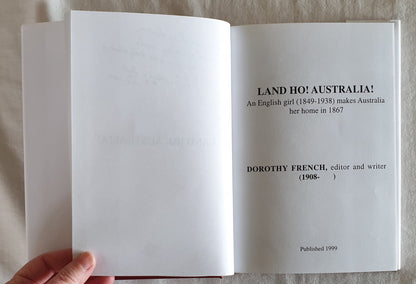 LAND HO! AUSTRALIA!
An English girl (1849-1938) makes Australia
her home in 1867
DOROTHY FRENCH, editor and writer
(1908- )
Published 1999